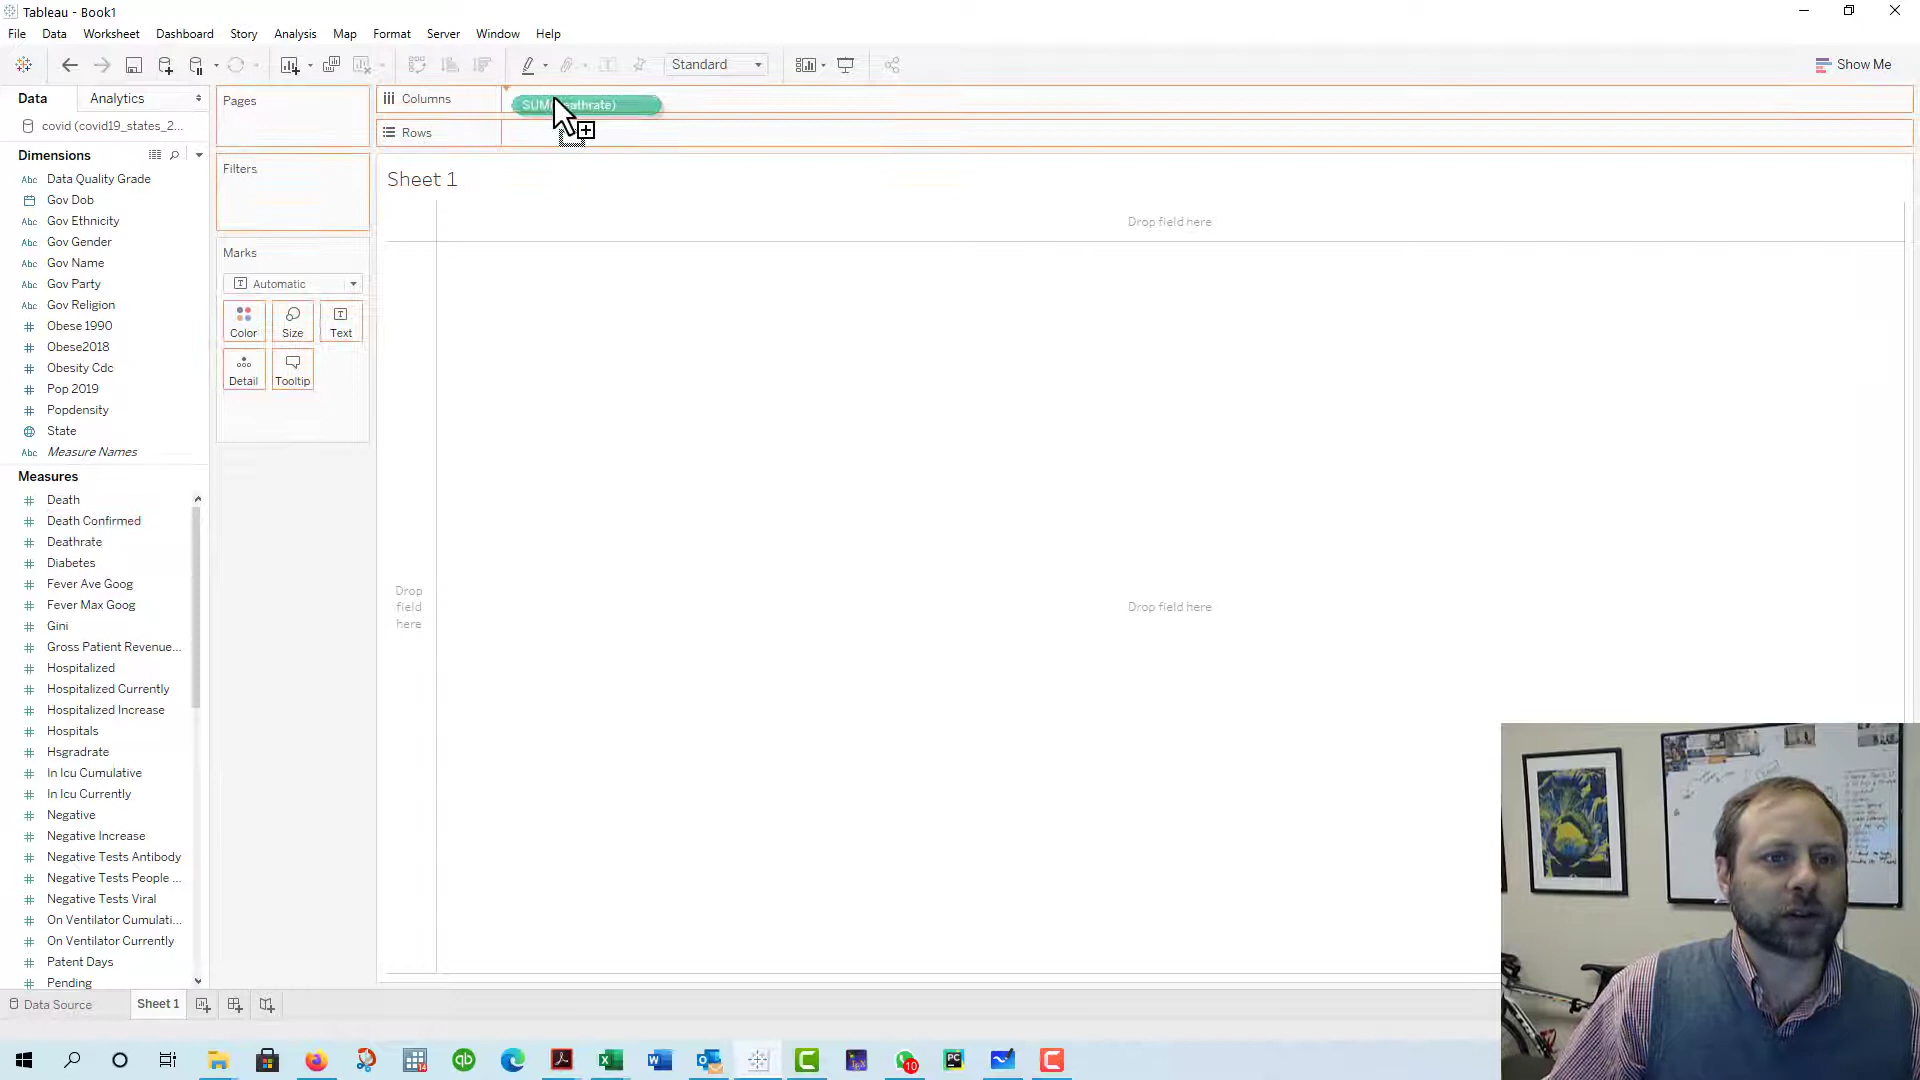 Tableau - Book1
File Data Worksheet Dashboard Story Analysis Map Format Server Window Help
Standard
Show Me
Data Analytics
covid (covid19_states_2...
Dimensions
Data Quality Grade
Gov Dob
Gov Ethnicity
Gov Gender
Gov Name
Gov Party
Gov Religion
Obese 1990
Obese2018
Obesity Cdc
Pop 2019
Popdensity
State
Measure Names
Measures
Death
Death Confirmed
Deathrate
Diabetes
Fever Ave Goog
Fever Max Goog
Gini
Gross Patient Revenue...
Hospitalized
Hospitalized Currently
Hospitalized Increase
Hospitals
Hsgradrate
In Icu Cumulative
In Icu Currently
Negative
Negative Increase
Negative Tests Antibody
Negative Tests People ...
Negative Tests Viral
On Ventilator Cumulati...
On Ventilator Currently
Patent Days
Pending
Pages
Filters
Marks
Automatic
Color Size Text
Detail Tooltip
Columns
SUM(Deathrate)
Rows
Sheet 1
Drop field here
Drop
field
here
Drop field here
Data Source Sheet 1